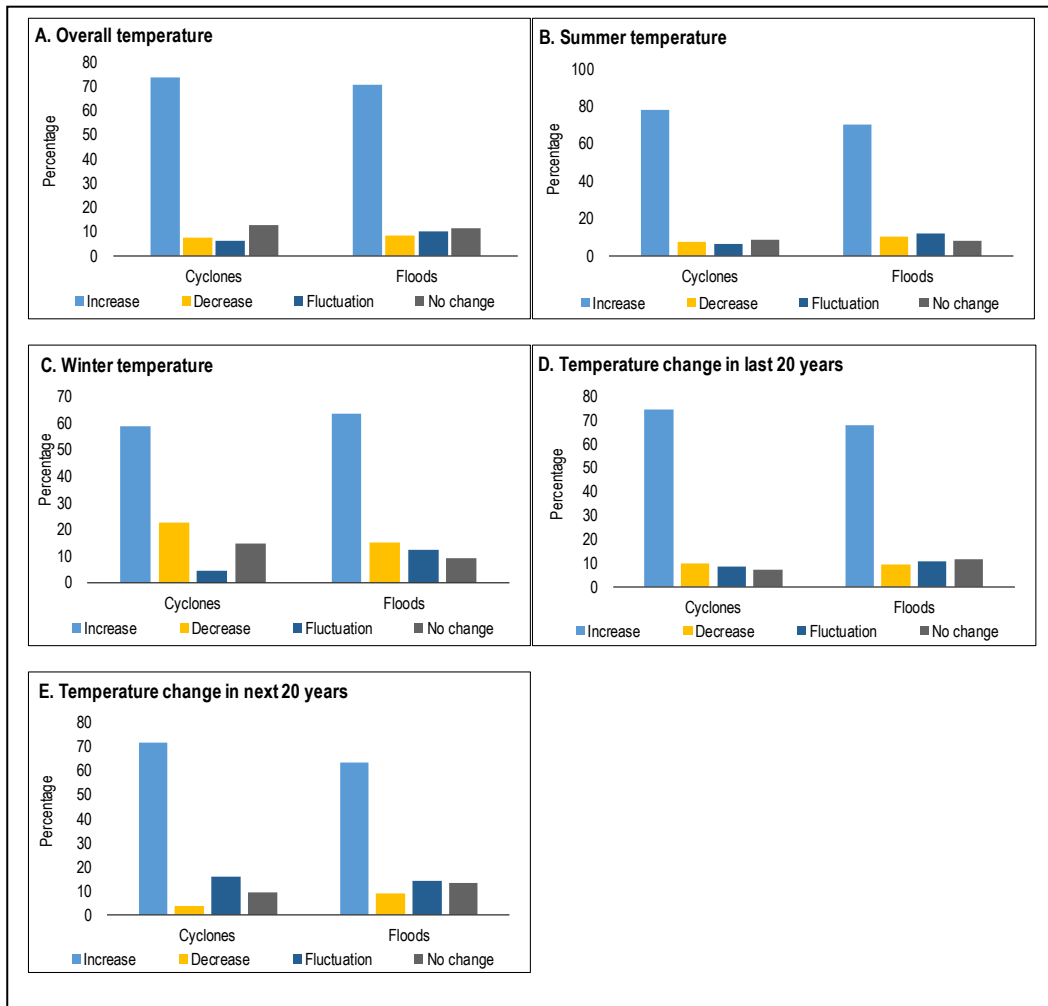 A. Overall temperature
80
70
60
50
40
30
20
10
0
Percentage
Cyclones Floods
Increase Decrease Fluctuation No change
B. Summer temperature
100
80
60
40
20
0
Percentage
Cyclones Floods
Increase Decrease Fluctuation No change
C. Winter temperature
70
60
50
40
30
20
10
0
Percentage
Cyclones Floods
Increase Decrease Fluctuation No change
D. Temperature change in last 20 years
80
70
60
50
40
30
20
10
0
Percentage
Cyclones Floods
Increase Decrease Fluctuation No change
E. Temperature change in next 20 years
80
70
60
50
40
30
20
10
0
Percentage
Cyclones Floods
Increase Decrease Fluctuation No change